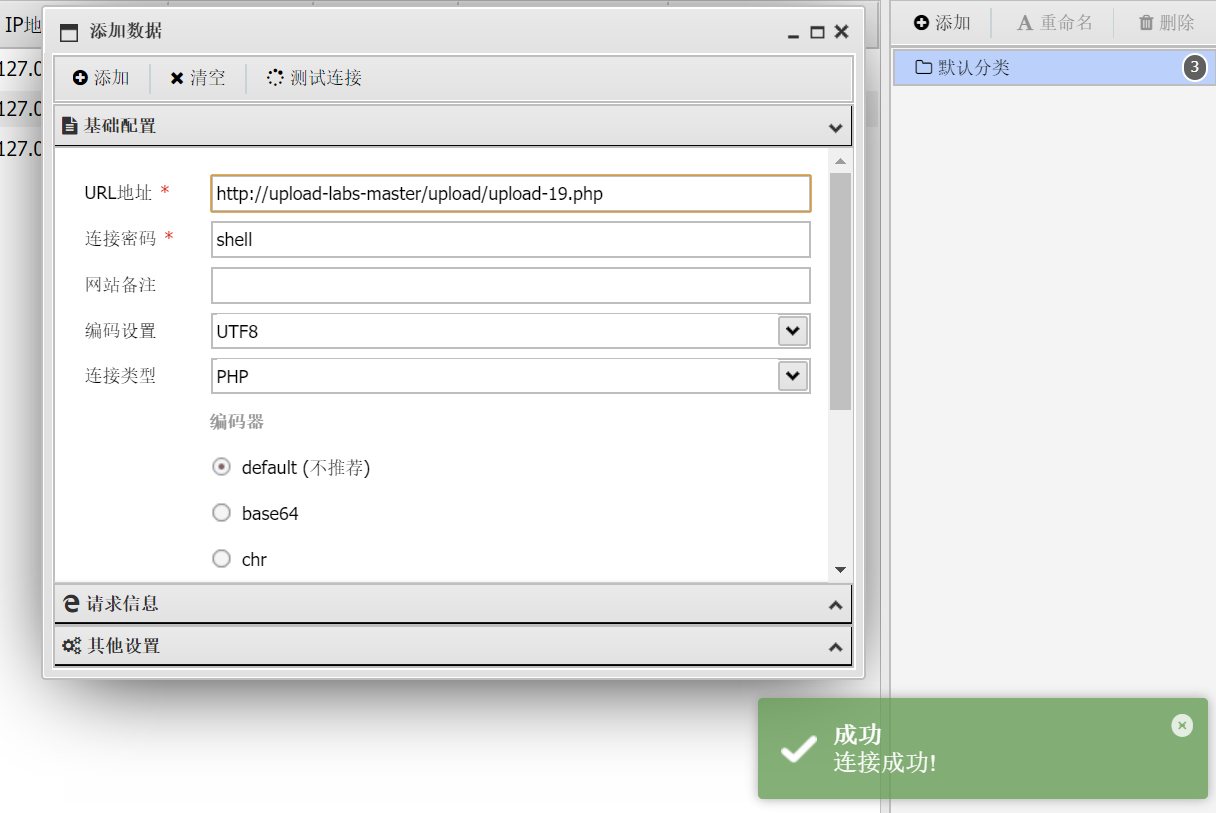 IP地
127.0
127.0
127.0
添加数据
添加 清空 测试连接
基础配置
URL地址 * http://upload-labs-master/upload/upload-19.php
连接密码 * shell
网站备注
编码设置 UTF8
连接类型 PHP
编码器
default (不推荐)
base64
chr
请求信息
其他设置
添加 重命名 删除
默认分类 3
成功
连接成功!